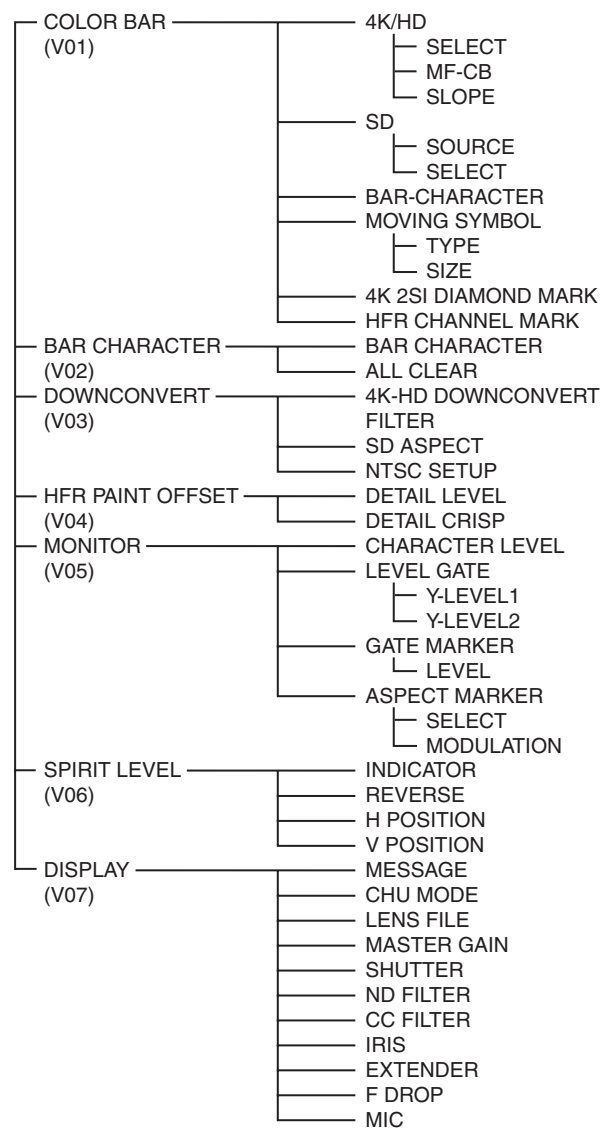 COLOR BAR
(V01)
4K/HD
SELECT
MF-CB
SLOPE
SD
SOURCE
SELECT
BAR-CHARACTER
MOVING SYMBOL
TYPE
SIZE
4K 2SI DIAMOND MARK
HFR CHANNEL MARK
BAR CHARACTER
(V02)
BAR CHARACTER
ALL CLEAR
DOWNCONVERT
(V03)
4K-HD DOWNCONVERT
FILTER
SD ASPECT
NTSC SETUP
HFR PAINT OFFSET
(V04)
DETAIL LEVEL
DETAIL CRISP
MONITOR
(V05)
CHARACTER LEVEL
LEVEL GATE
Y-LEVEL1
Y-LEVEL2
GATE MARKER
LEVEL
ASPECT MARKER
SELECT
MODULATION
SPIRIT LEVEL
(V06)
INDICATOR
REVERSE
H POSITION
V POSITION
DISPLAY
(V07)
MESSAGE
CHU MODE
LENS FILE
MASTER GAIN
SHUTTER
ND FILTER
CC FILTER
IRIS
EXTENDER
F DROP
MIC